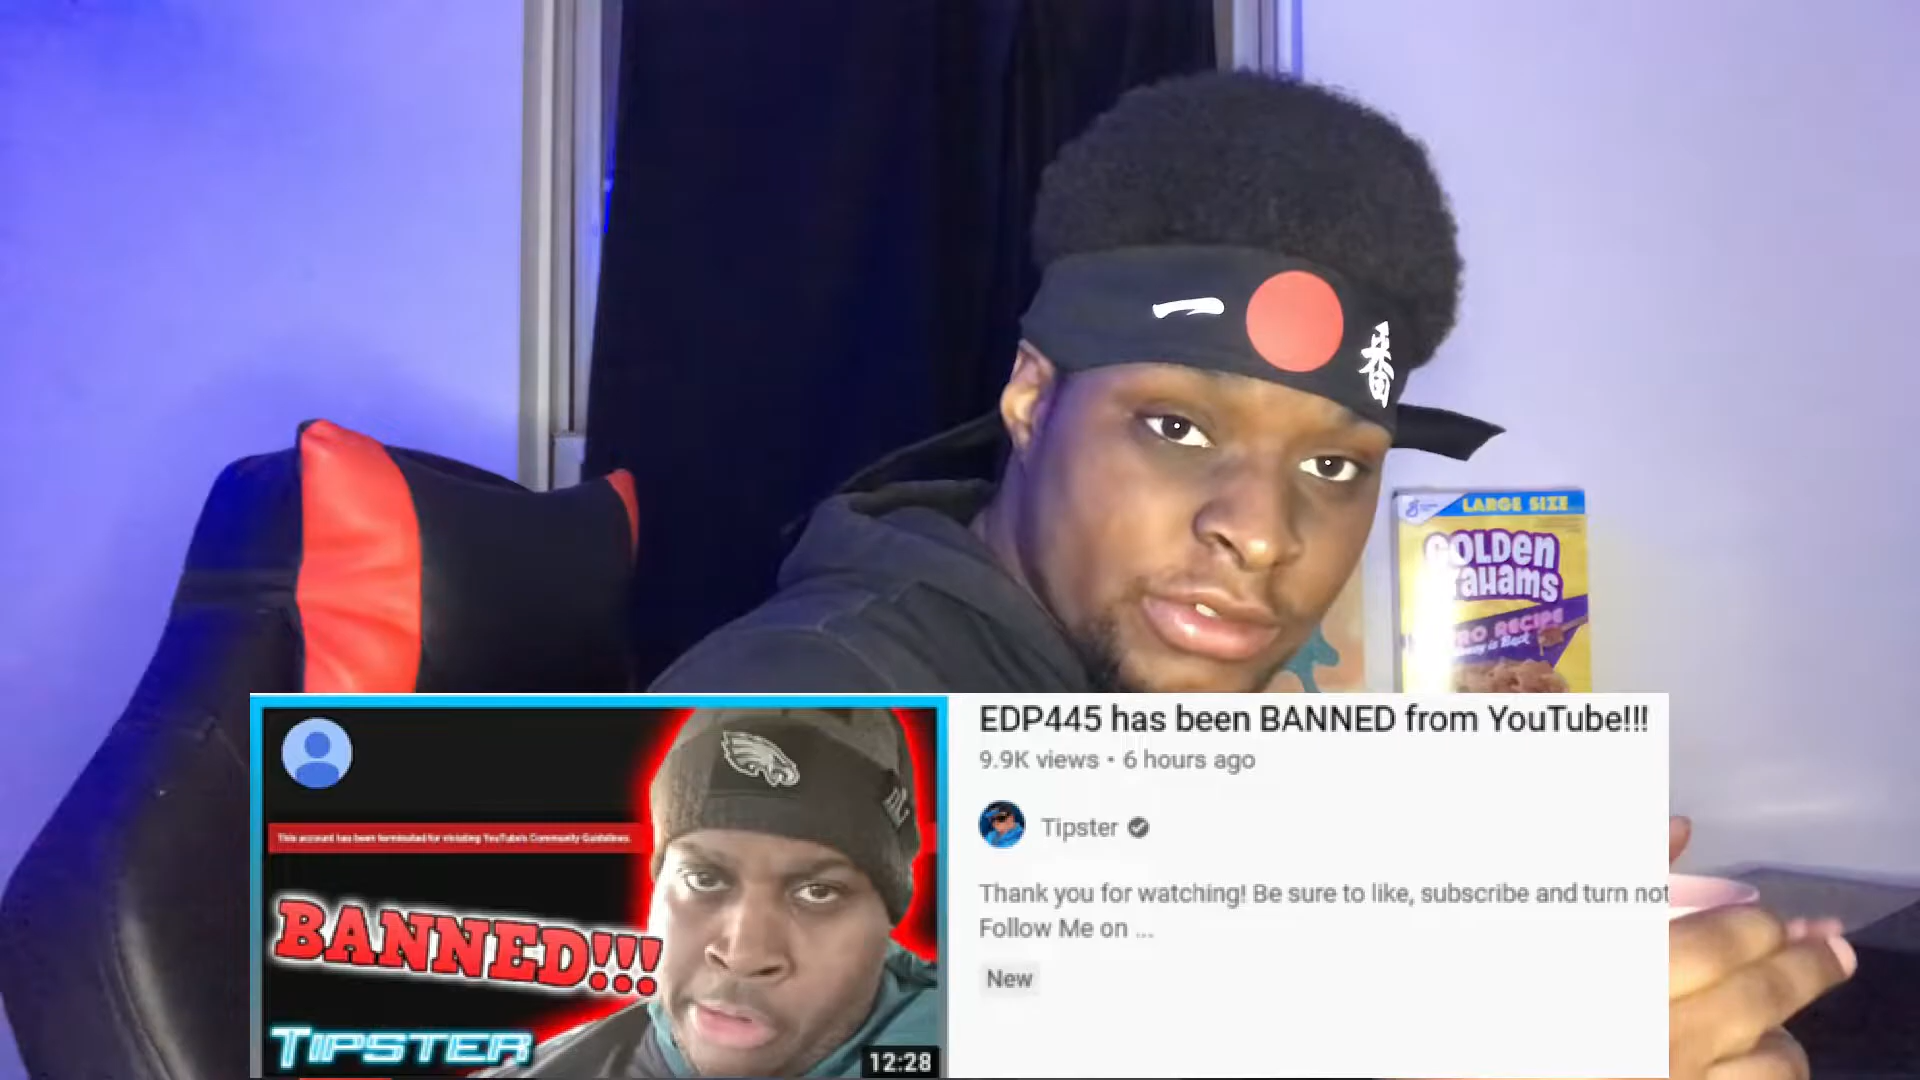 一 番
LARGE SIZE
GOLDEN
RECIPE
EDP445 has been BANNED from YouTube!!!
9.9K views • 6 hours ago
Tipster
Thank you for watching! Be sure to like, subscribe and turn not
Follow Me on ...
New
This account has been terminated for violating YouTube's Community Guidelines.
BANNED!!!
TIPSTER
12:28